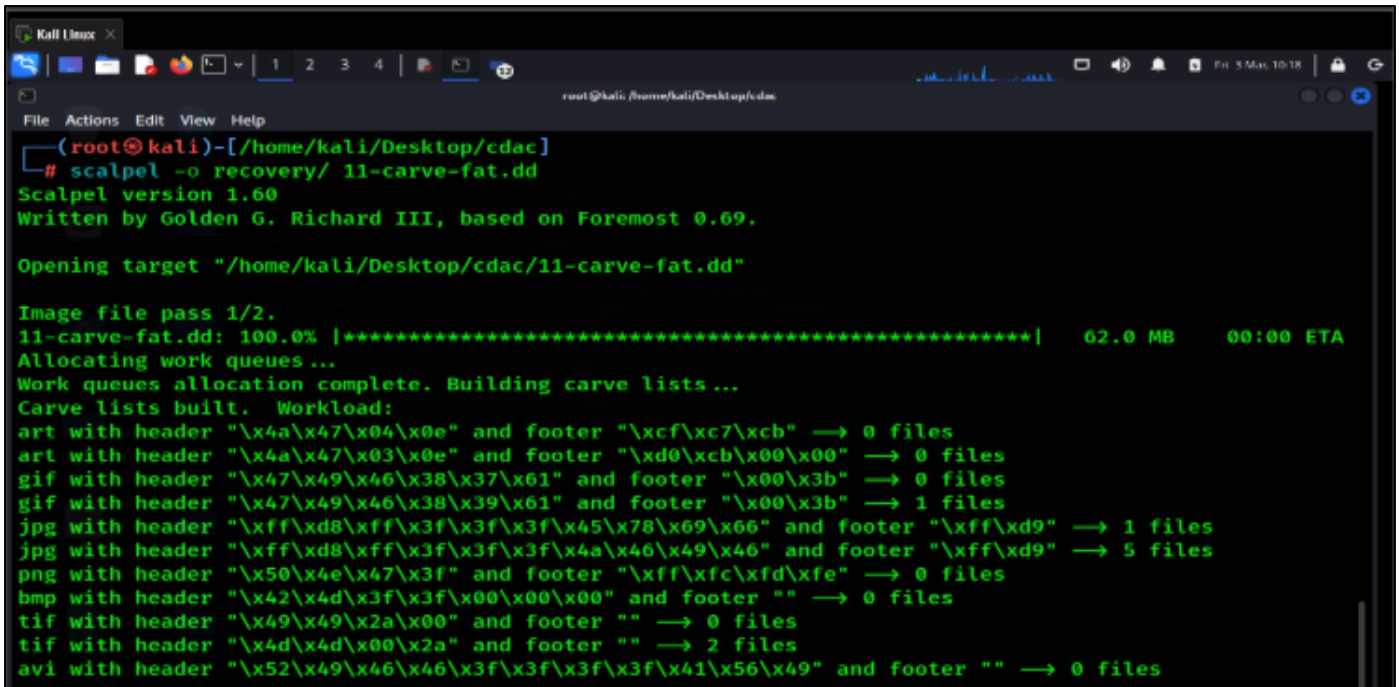 Kali Linux
1 2 3 4
12
Fri 3 Mar, 10:18
root@kali: /home/kali/Desktop/cdac
File Actions Edit View Help
(root㉿kali)-[/home/kali/Desktop/cdac]
# scalpel -o recovery/ 11-carve-fat.dd
Scalpel version 1.60
Written by Golden G. Richard III, based on Foremost 0.69.
Opening target "/home/kali/Desktop/cdac/11-carve-fat.dd"
Image file pass 1/2.
11-carve-fat.dd: 100.0% |*****************************************************| 62.0 MB 00:00 ETA
Allocating work queues...
Work queues allocation complete. Building carve lists...
Carve lists built. Workload:
art with header "\x4a\x47\x04\x0e" and footer "\xcf\xc7\xcb" → 0 files
art with header "\x4a\x47\x03\x0e" and footer "\xd0\xcb\x00\x00" → 0 files
gif with header "\x47\x49\x46\x38\x37\x61" and footer "\x00\x3b" → 0 files
gif with header "\x47\x49\x46\x38\x39\x61" and footer "\x00\x3b" → 1 files
jpg with header "\xff\xd8\xff\x3f\x3f\x3f\x45\x78\x69\x66" and footer "\xff\xd9" → 1 files
jpg with header "\xff\xd8\xff\x3f\x3f\x3f\x4a\x46\x49\x46" and footer "\xff\xd9" → 5 files
png with header "\x50\x4e\x47\x3f" and footer "\xff\xfc\xfd\xfe" → 0 files
bmp with header "\x42\x4d\x3f\x3f\x00\x00\x00" and footer "" → 0 files
tif with header "\x49\x49\x2a\x00" and footer "" → 0 files
tif with header "\x4d\x4d\x00\x2a" and footer "" → 2 files
avi with header "\x52\x49\x46\x46\x3f\x3f\x3f\x3f\x41\x56\x49" and footer "" → 0 files